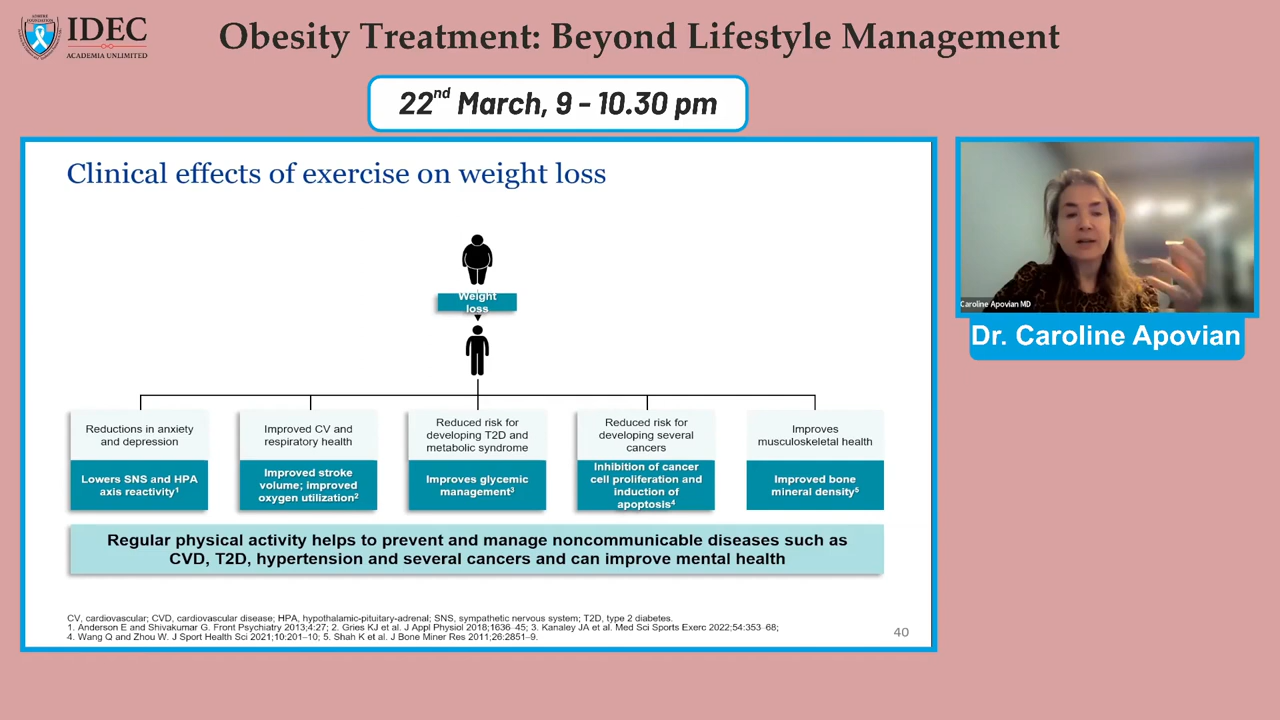 IDEC
ACADEMIA UNLIMITED
Obesity Treatment: Beyond Lifestyle Management
22nd March, 9 - 10.30 pm
Clinical effects of exercise on weight loss
Weight
loss
Reductions in anxiety
and depression
Lowers SNS and HPA
axis reactivity1
Improved CV and
respiratory health
Improved stroke
volume; improved
oxygen utilization2
Reduced risk for
developing T2D and
metabolic syndrome
Improves glycemic
management3
Reduced risk for
developing several
cancers
Inhibition of cancer
cell proliferation and
induction of
apoptosis4
Improves
musculoskeletal health
Improved bone
mineral density5
Regular physical activity helps to prevent and manage noncommunicable diseases such as
CVD, T2D, hypertension and several cancers and can improve mental health
CV, cardiovascular; CVD, cardiovascular disease; HPA, hypothalamic-pituitary-adrenal; SNS, sympathetic nervous system; T2D, type 2 diabetes.
1. Anderson E and Shivakumar G. Front Psychiatry 2013;4:27; 2. Gries KJ et al. J Appl Physiol 2018;1636–45; 3. Kanaley JA et al. Med Sci Sports Exerc 2022;54:353–68;
4. Wang Q and Zhou W. J Sport Health Sci 2021;10:201–10; 5. Shah K et al. J Bone Miner Res 2011;26:2851–9.
40
Caroline Apovian MD
Dr. Caroline Apovian